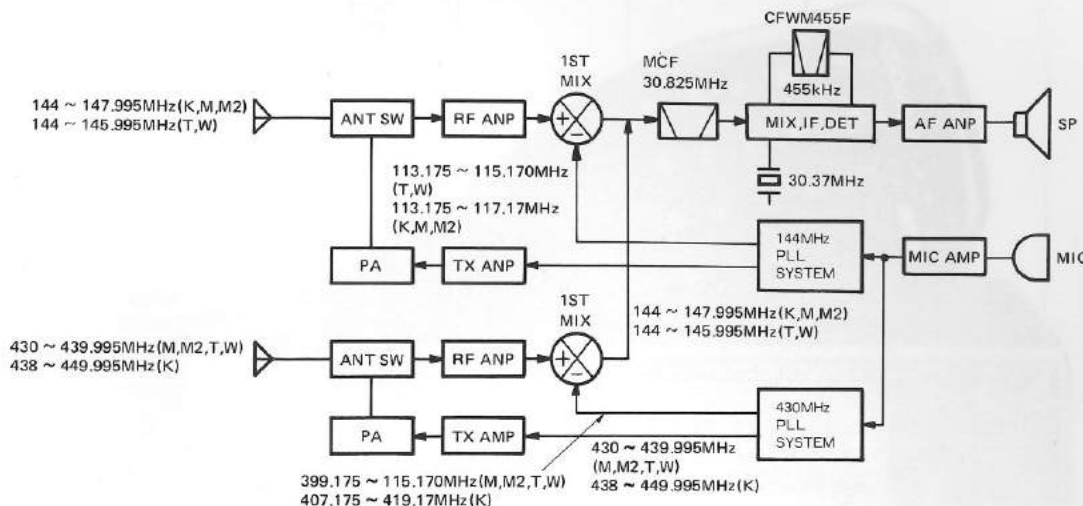 CFWM455F
1ST
MIX
MCF
30.825MHz
455kHz
144 ~ 147.995MHz(K,M,M2)
144 ~ 145.995MHz(T,W)
ANT SW
RF ANP
MIX,IF,DET
AF ANP
SP
113.175 ~ 115.170MHz
(T,W)
113.175 ~ 117.17MHz
(K,M,M2)
30.37MHz
PA
TX ANP
144MHz
PLL
SYSTEM
MIC AMP
MIC
1ST
MIX
144 ~ 147.995MHz(K,M,M2)
144 ~ 145.995MHz(T,W)
430 ~ 439.995MHz(M,M2,T,W)
438 ~ 449.995MHz(K)
ANT SW
RF ANP
PA
TX AMP
430MHz
PLL
SYSTEM
430 ~ 439.995MHz
(M,M2,T,W)
438 ~ 449.995MHz(K)
399.175 ~ 115.170MHz(M,M2,T,W)
407.175 ~ 419.17MHz(K)